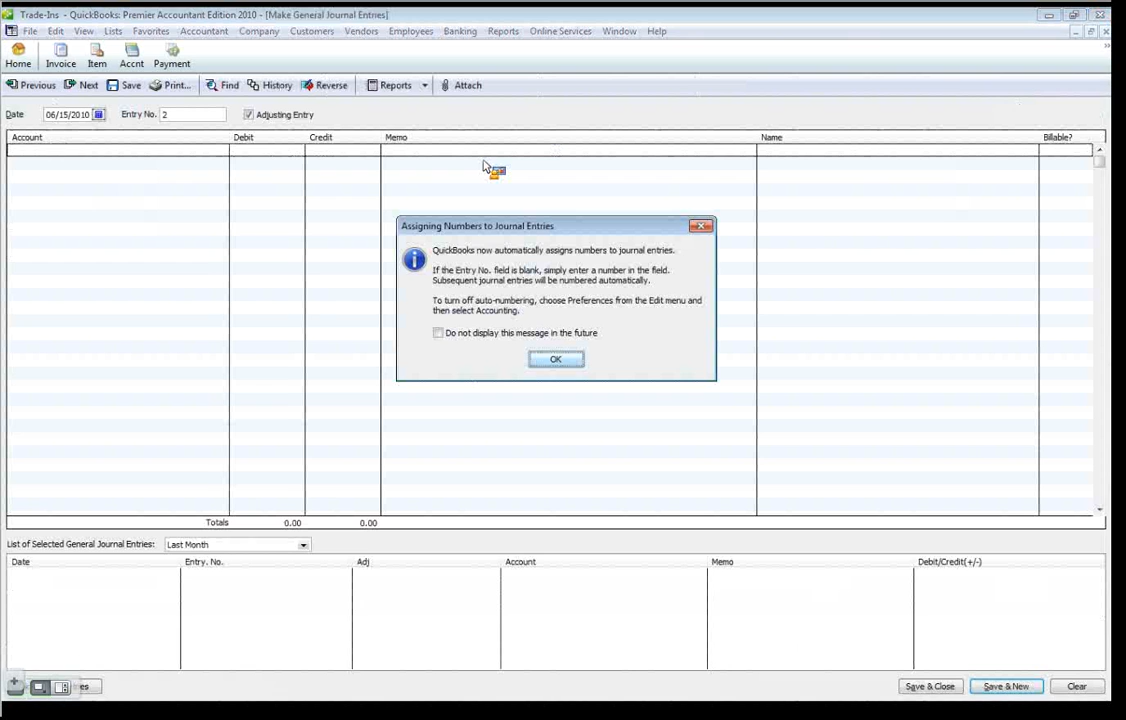 Trade-Ins - QuickBooks: Premier Accountant Edition 2010 - [Make General Journal Entries]
File Edit View Lists Favorites Accountant Company Customers Vendors Employees Banking Reports Online Services Window Help
Home Invoice Item Accnt Payment
Previous Next Save Print... Find History Reverse Reports Attach
Date 06/15/2010 Entry No. 2 Adjusting Entry
Account Debit Credit Memo Name Billable?
Assigning Numbers to Journal Entries
QuickBooks now automatically assigns numbers to journal entries.
If the Entry No. field is blank, simply enter a number in the field.
Subsequent journal entries will be numbered automatically.
To turn off auto-numbering, choose Preferences from the Edit menu and
then select Accounting.
Do not display this message in the future
OK
Totals 0.00 0.00
List of Selected General Journal Entries: Last Month
Date Entry. No. Adj Account Memo Debit/Credit(+/-)
Save & Close Save & New Clear